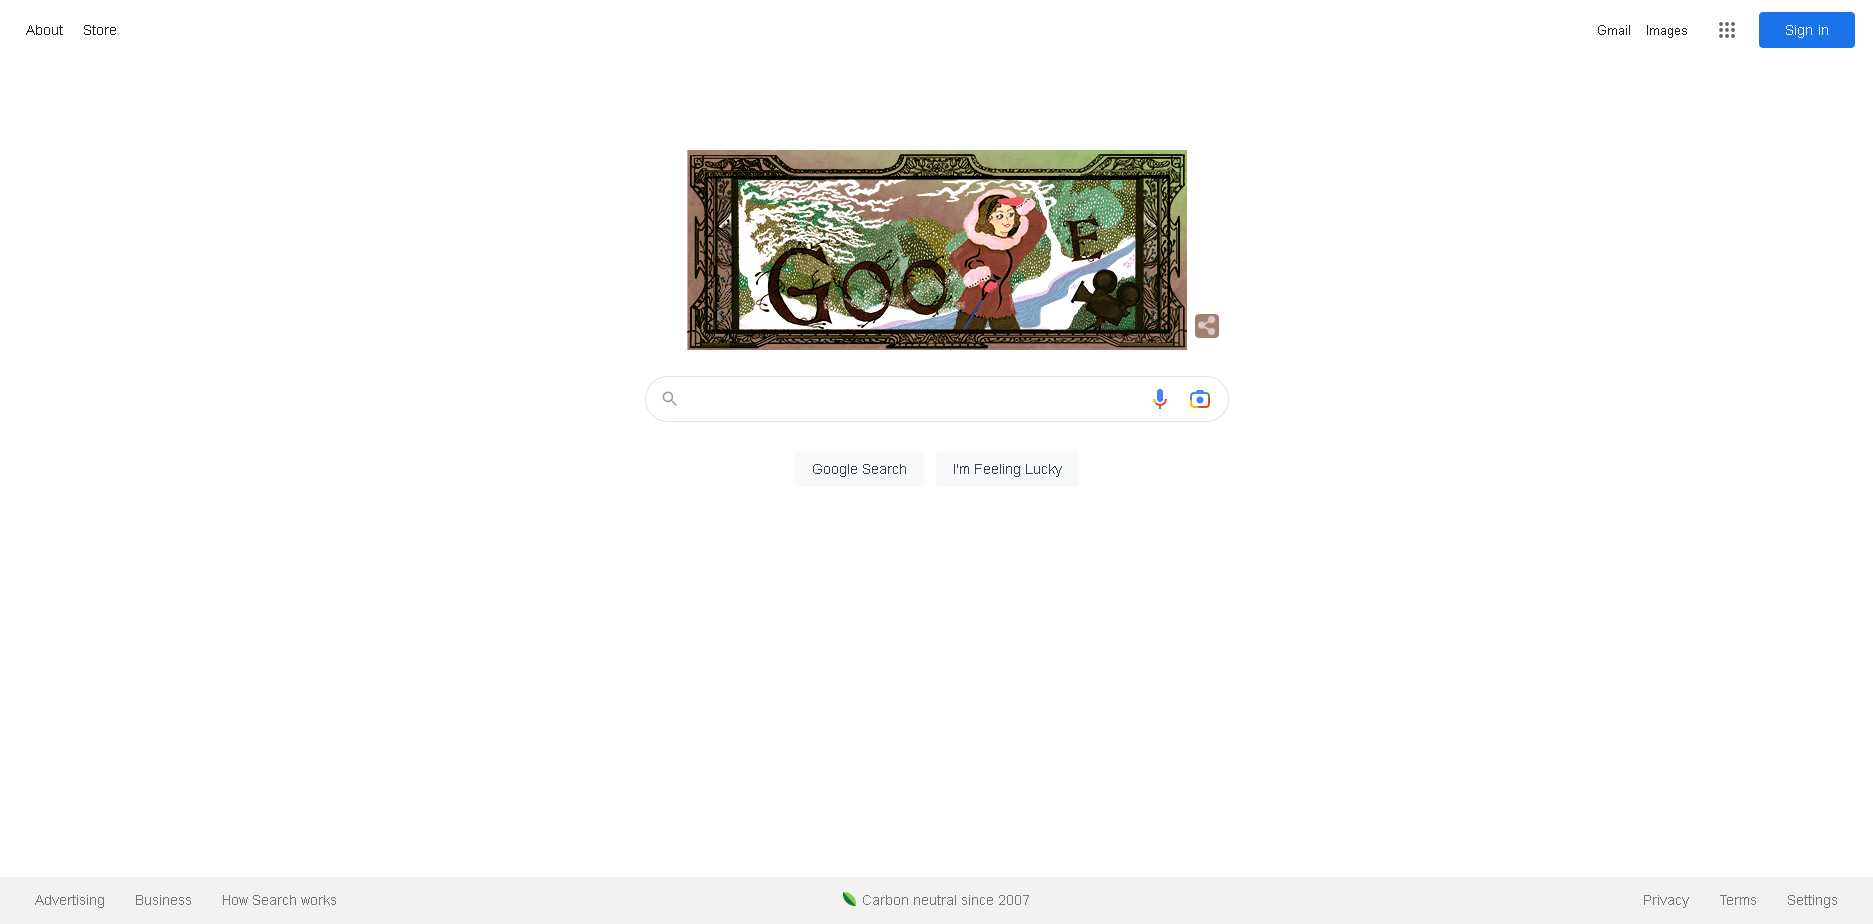 About Store
Gmail Images Sign in
GOO E
Google Search I'm Feeling Lucky
Advertising Business How Search works
Carbon neutral since 2007
Privacy Terms Settings